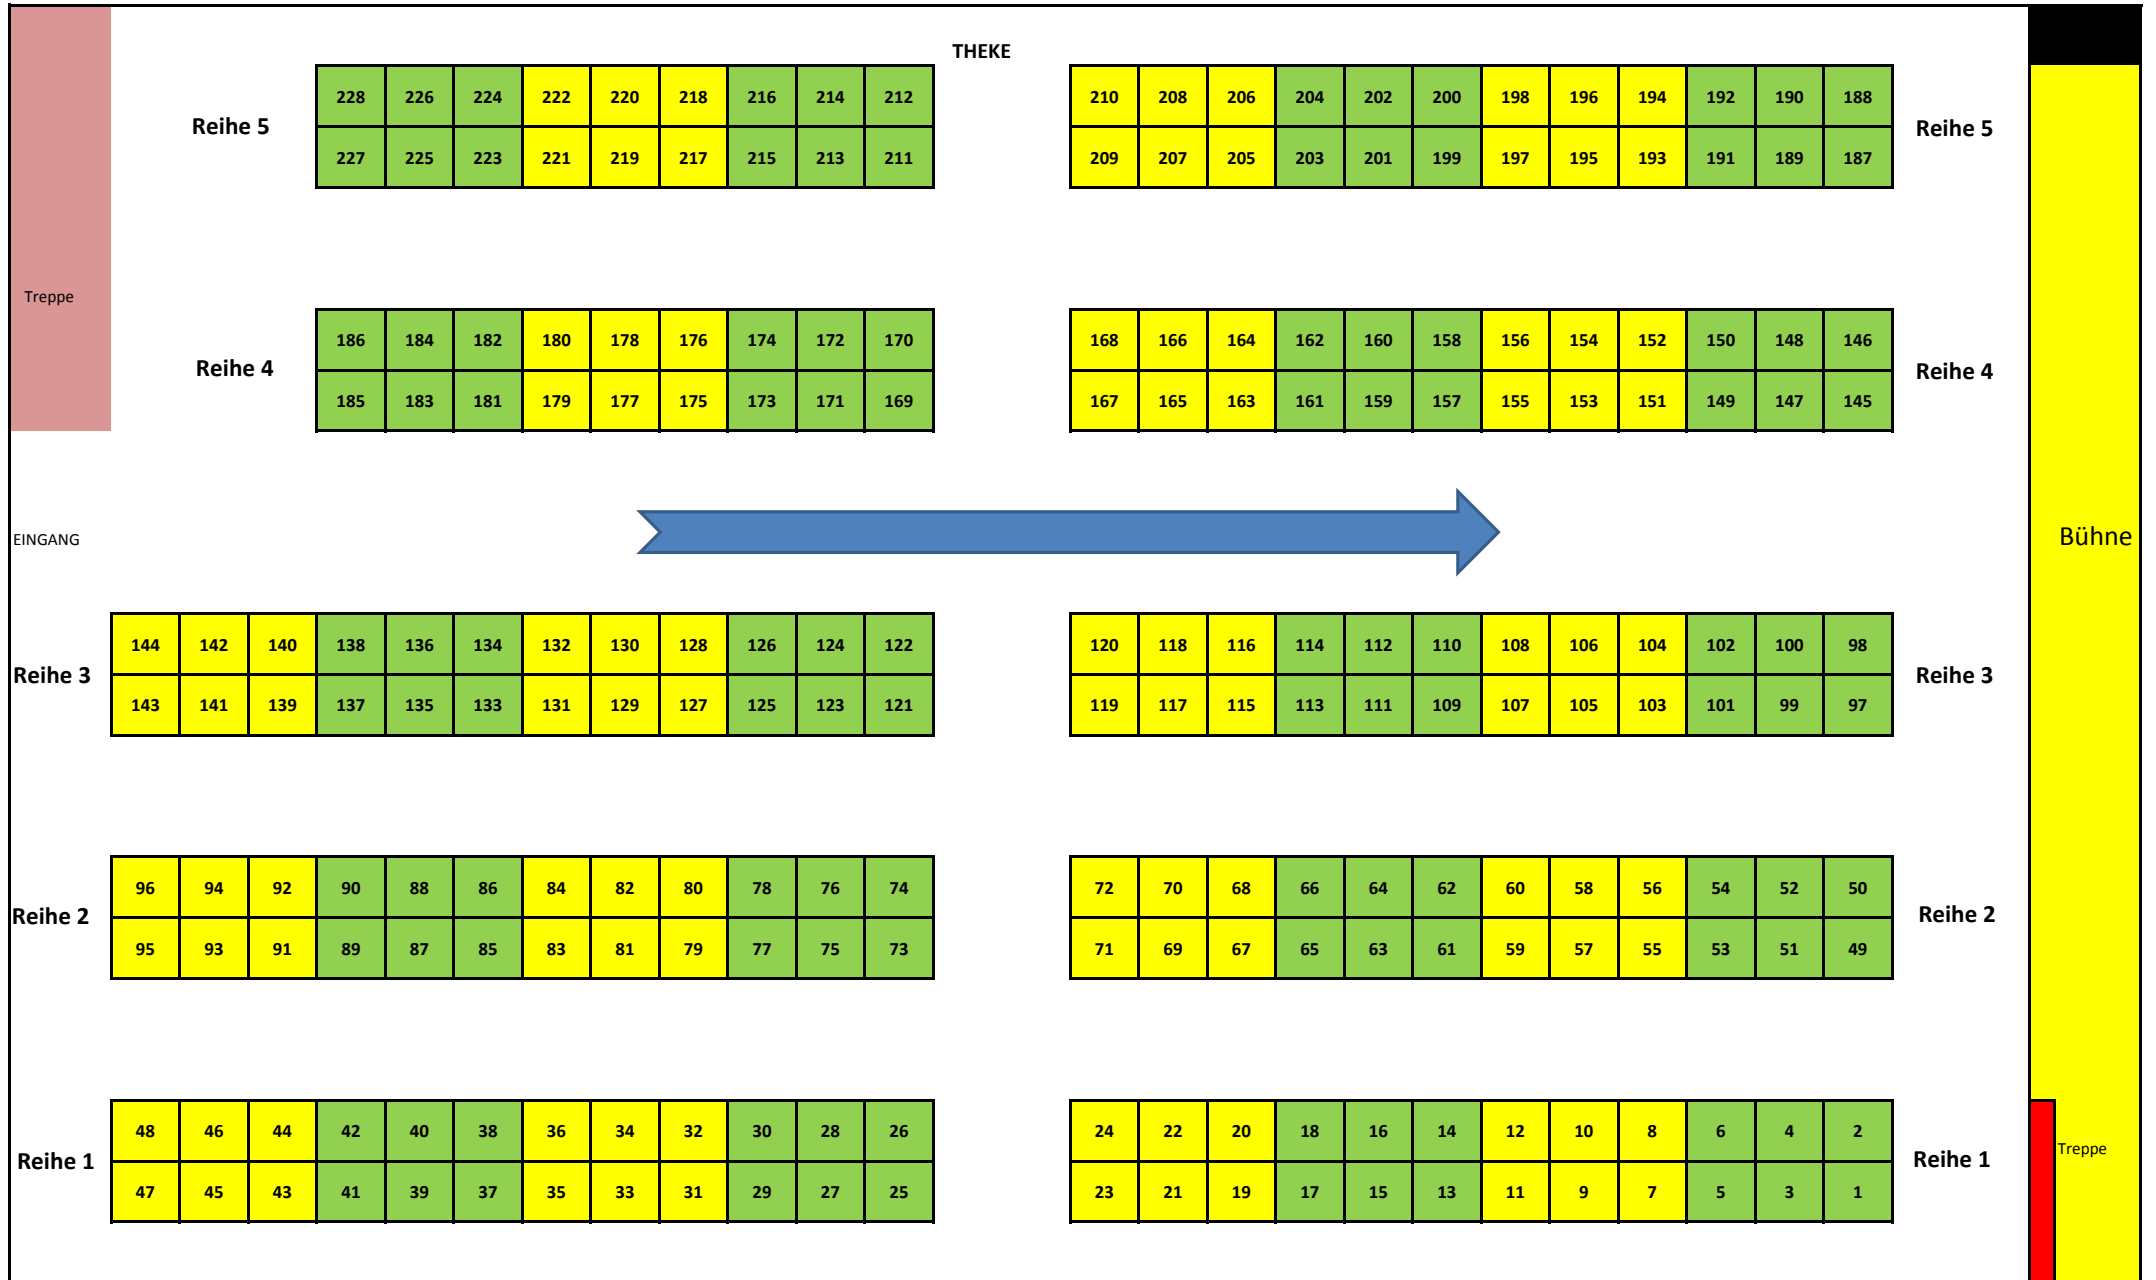 THEKE
228 226 224 222 220 218 216 214 212 210 208 206 204 202 200 198 196 194 192 190 188
Reihe 5 Reihe 5
227 225 223 221 219 217 215 213 211 209 207 205 203 201 199 197 195 193 191 189 187
Treppe
186 184 182 180 178 176 174 172 170 168 166 164 162 160 158 156 154 152 150 148 146
Reihe 4 Reihe 4
185 183 181 179 177 175 173 171 169 167 165 163 161 159 157 155 153 151 149 147 145
EINGANG Bühne
144 142 140 138 136 134 132 130 128 126 124 122 120 118 116 114 112 110 108 106 104 102 100 98
Reihe 3 Reihe 3
143 141 139 137 135 133 131 129 127 125 123 121 119 117 115 113 111 109 107 105 103 101 99 97
96 94 92 90 88 86 84 82 80 78 76 74 72 70 68 66 64 62 60 58 56 54 52 50
Reihe 2 Reihe 2
95 93 91 89 87 85 83 81 79 77 75 73 71 69 67 65 63 61 59 57 55 53 51 49
48 46 44 42 40 38 36 34 32 30 28 26 24 22 20 18 16 14 12 10 8 6 4 2
Reihe 1 Reihe 1 Treppe
47 45 43 41 39 37 35 33 31 29 27 25 23 21 19 17 15 13 11 9 7 5 3 1